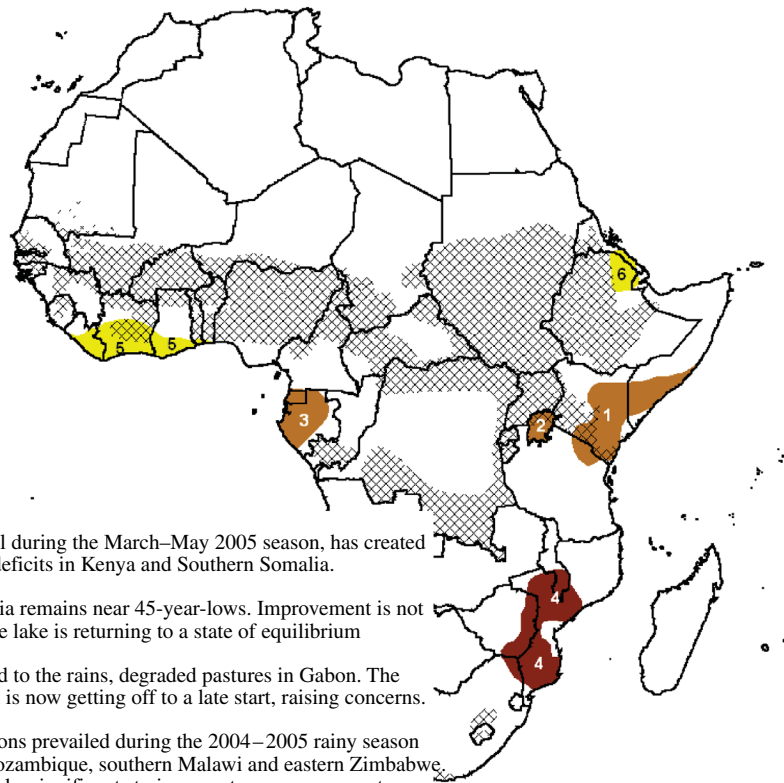 6
5
5
3
2
1
4
4
l during the March–May 2005 season, has created
deficits in Kenya and Southern Somalia.
ia remains near 45-year-lows. Improvement is not
e lake is returning to a state of equilibrium
d to the rains, degraded pastures in Gabon. The
is now getting off to a late start, raising concerns.
ons prevailed during the 2004–2005 rainy season
ozambique, southern Malawi and eastern Zimbabwe.